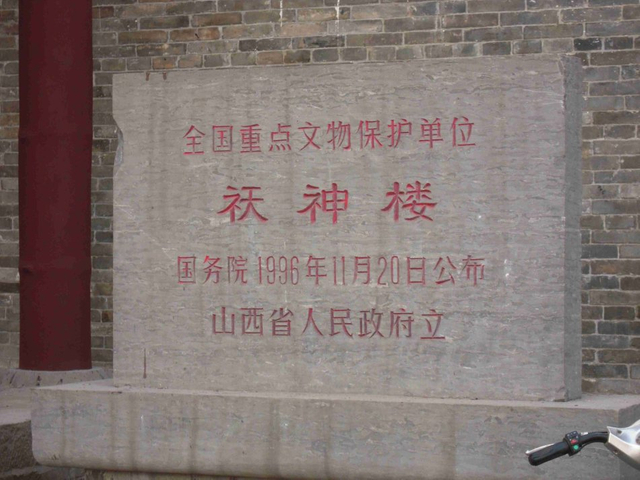 全国重点文物保护单位
祆神楼
国务院1996年11月20日公布
山西省人民政府立